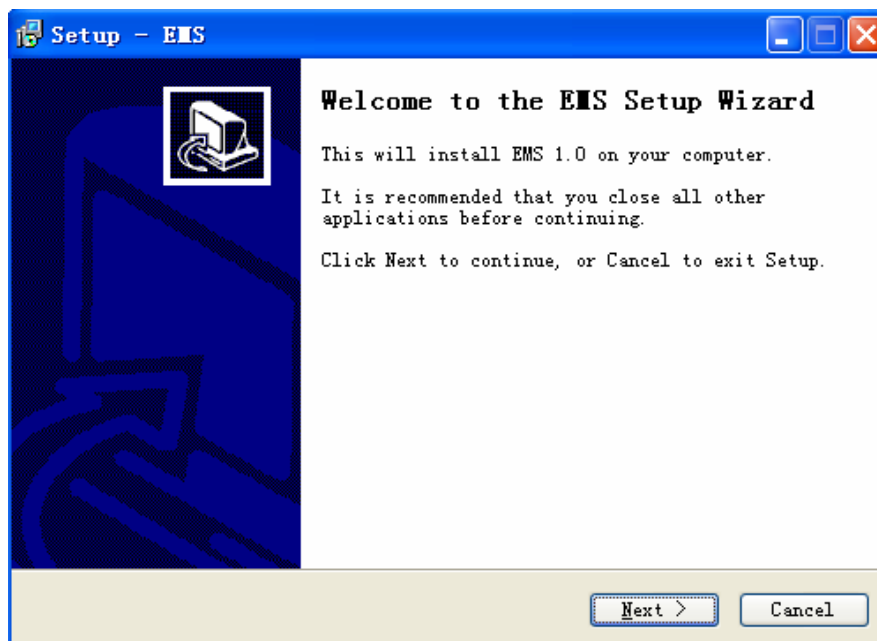 Setup - EMS
Welcome to the EMS Setup Wizard
This will install EMS 1.0 on your computer.
It is recommended that you close all other
applications before continuing.
Click Next to continue, or Cancel to exit Setup.
Next >
Cancel